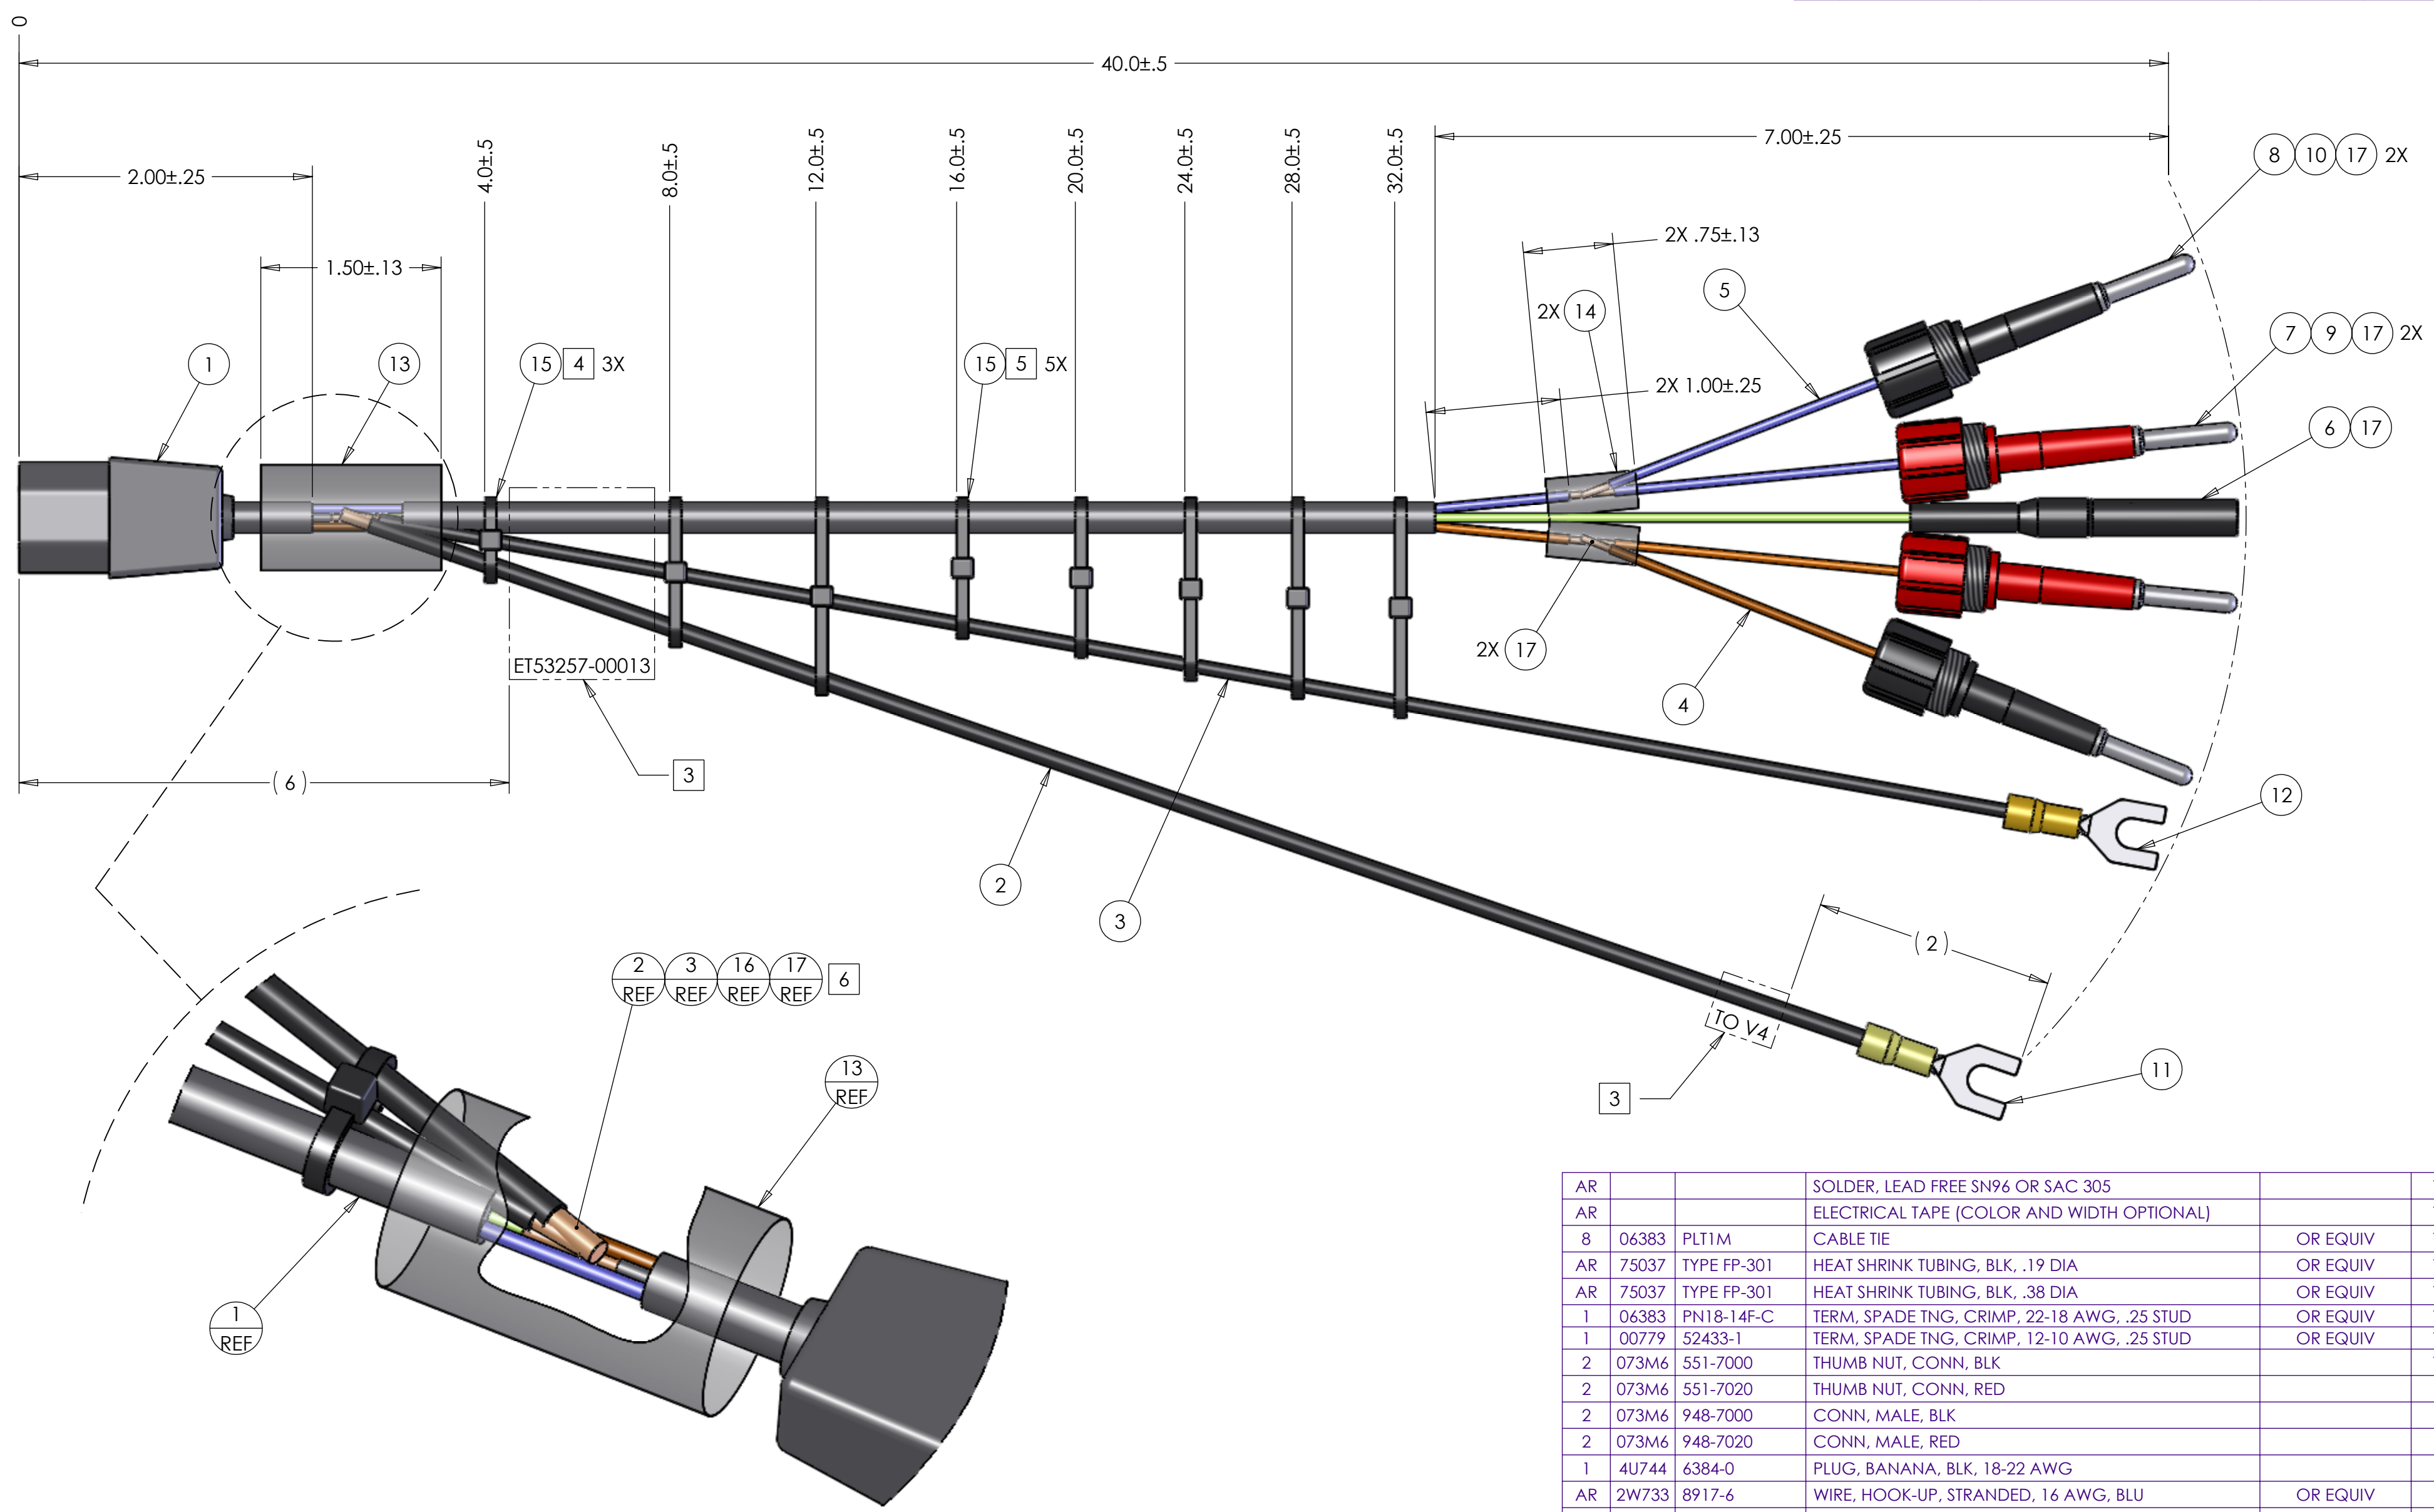 0
40.0±.5
7.00±.25
2.00±.25
4.0±.5
8.0±.5
12.0±.5
16.0±.5
20.0±.5
24.0±.5
28.0±.5
32.0±.5
8 10 17 2X
2X .75±.13
1.50±.13
5
2X 14
7 9 17 2X
1
13
15 4 3X
15 5 5X
2X 1.00±.25
6 17
ET53257-00013
2X 17
4
3
(6)
12
2
3
(2)
2 REF 3 REF 16 REF 17 REF 6
TO V4
13 REF
3
11
1 REF
AR SOLDER, LEAD FREE SN96 OR SAC 305
AR ELECTRICAL TAPE (COLOR AND WIDTH OPTIONAL)
8 06383 PLT1M CABLE TIE OR EQUIV
AR 75037 TYPE FP-301 HEAT SHRINK TUBING, BLK, .19 DIA OR EQUIV
AR 75037 TYPE FP-301 HEAT SHRINK TUBING, BLK, .38 DIA OR EQUIV
1 06383 PN18-14F-C TERM, SPADE TNG, CRIMP, 22-18 AWG, .25 STUD OR EQUIV
1 00779 52433-1 TERM, SPADE TNG, CRIMP, 12-10 AWG, .25 STUD OR EQUIV
2 073M6 551-7000 THUMB NUT, CONN, BLK
2 073M6 551-7020 THUMB NUT, CONN, RED
2 073M6 948-7000 CONN, MALE, BLK
2 073M6 948-7020 CONN, MALE, RED
1 4U744 6384-0 PLUG, BANANA, BLK, 18-22 AWG
AR 2W733 8917-6 WIRE, HOOK-UP, STRANDED, 16 AWG, BLU OR EQUIV